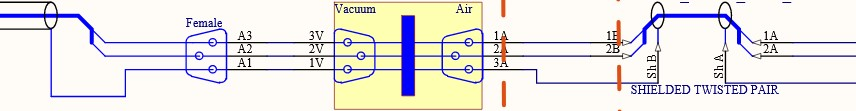 Vacuum Air
Female
A3 3V 1A 1B 1A
A2 2V 2A 2B 2A
A1 1V 3A
Sh B Sh A
SHIELDED TWISTED PAIR